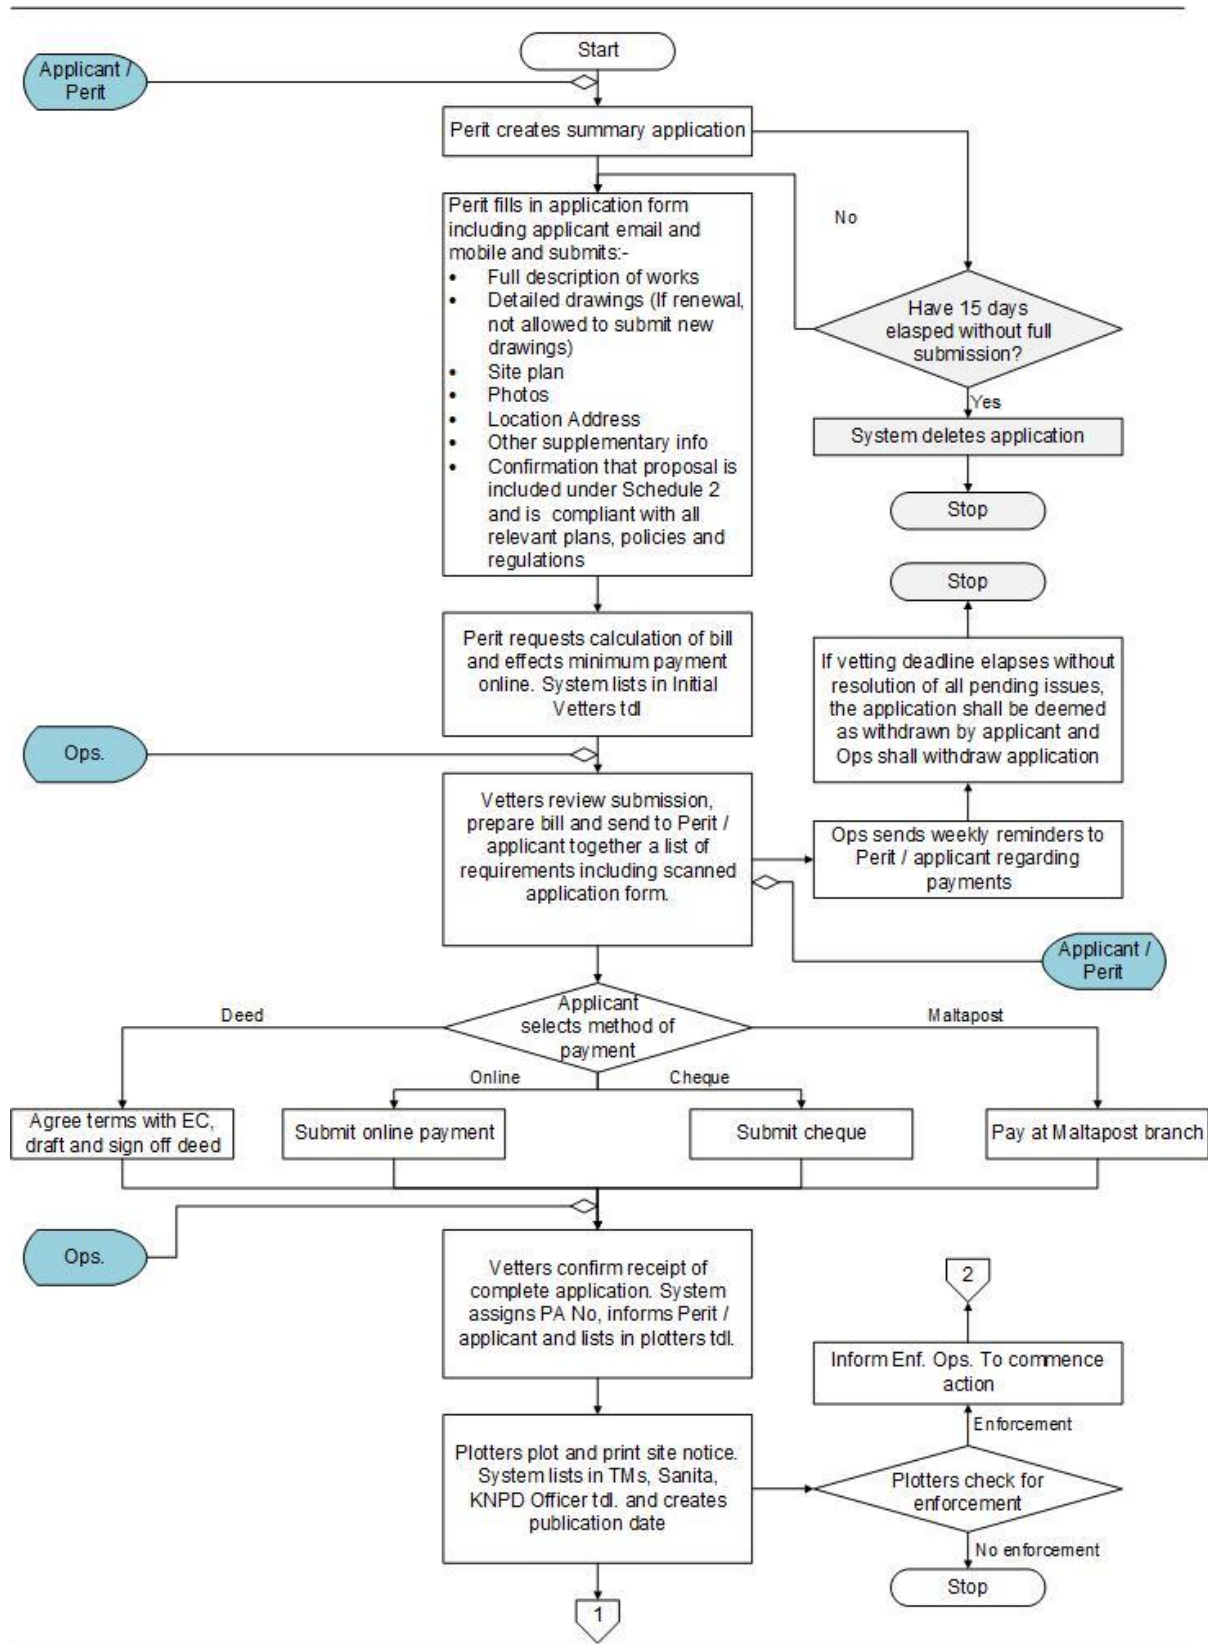 Start
Applicant /
Perit
Perit creates summary application
Perit fills in application form
including applicant email and
mobile and submits:-
• Full description of works
• Detailed drawings (If renewal,
not allowed to submit new
drawings)
• Site plan
• Photos
• Location Address
• Other supplementary info
• Confirmation that proposal is
included under Schedule 2
and is compliant with all
relevant plans, policies and
regulations
No
Have 15 days
elasped without full
submission?
Yes
System deletes application
Stop
Stop
If vetting deadline elapses without
resolution of all pending issues,
the application shall be deemed
as withdrawn by applicant and
Ops shall withdraw application
Perit requests calculation of bill
and effects minimum payment
online. System lists in Initial
Vetters tdl
Ops.
Vetters review submission,
prepare bill and send to Perit /
applicant together a list of
requirements including scanned
application form.
Ops sends weekly reminders to
Perit / applicant regarding
payments
Applicant /
Perit
Applicant
selects method of
payment
Deed
Online
Cheque
Maltapost
Agree terms with EC,
draft and sign off deed
Submit online payment
Submit cheque
Pay at Maltapost branch
Ops.
Vetters confirm receipt of
complete application. System
assigns PA No, informs Perit /
applicant and lists in plotters tdl.
2
Inform Enf. Ops. To commence
action
Enforcement
Plotters plot and print site notice.
System lists in TMs, Sanita,
KNPD Officer tdl. and creates
publication date
Plotters check for
enforcement
No enforcement
Stop
1